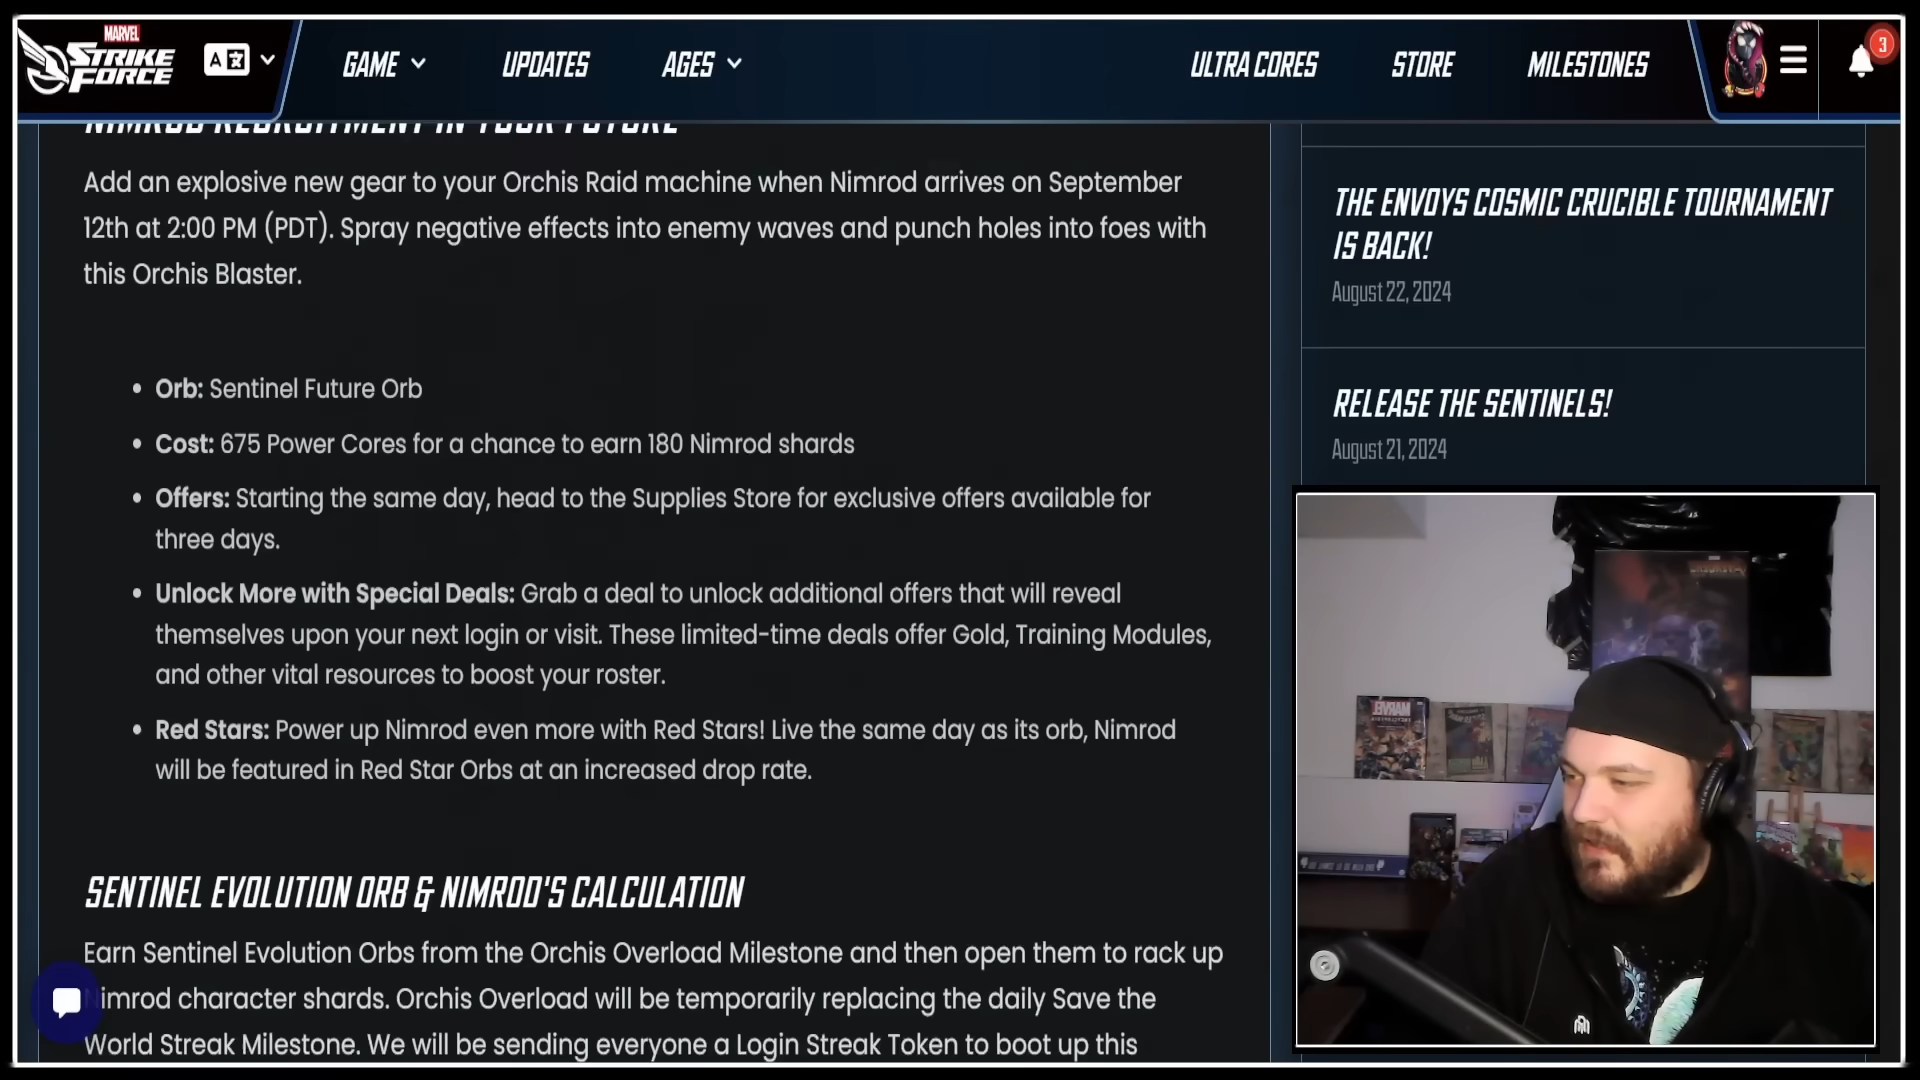 MARVEL
STRIKE
FORCE
A
GAME
UPDATES
AGES
ULTRA CORES
STORE
MILESTONES
3
NIMROD RECRUITMENT IN YOUR FUTURE
Add an explosive new gear to your Orchis Raid machine when Nimrod arrives on September
12th at 2:00 PM (PDT). Spray negative effects into enemy waves and punch holes into foes with
this Orchis Blaster.
• Orb: Sentinel Future Orb
• Cost: 675 Power Cores for a chance to earn 180 Nimrod shards
• Offers: Starting the same day, head to the Supplies Store for exclusive offers available for
three days.
• Unlock More with Special Deals: Grab a deal to unlock additional offers that will reveal
themselves upon your next login or visit. These limited-time deals offer Gold, Training Modules,
and other vital resources to boost your roster.
• Red Stars: Power up Nimrod even more with Red Stars! Live the same day as its orb, Nimrod
will be featured in Red Star Orbs at an increased drop rate.
SENTINEL EVOLUTION ORB & NIMROD'S CALCULATION
Earn Sentinel Evolution Orbs from the Orchis Overload Milestone and then open them to rack up
Nimrod character shards. Orchis Overload will be temporarily replacing the daily Save the
World Streak Milestone. We will be sending everyone a Login Streak Token to boot up this
THE ENVOYS COSMIC CRUCIBLE TOURNAMENT
IS BACK!
August 22, 2024
RELEASE THE SENTINELS!
August 21, 2024
MARVEL